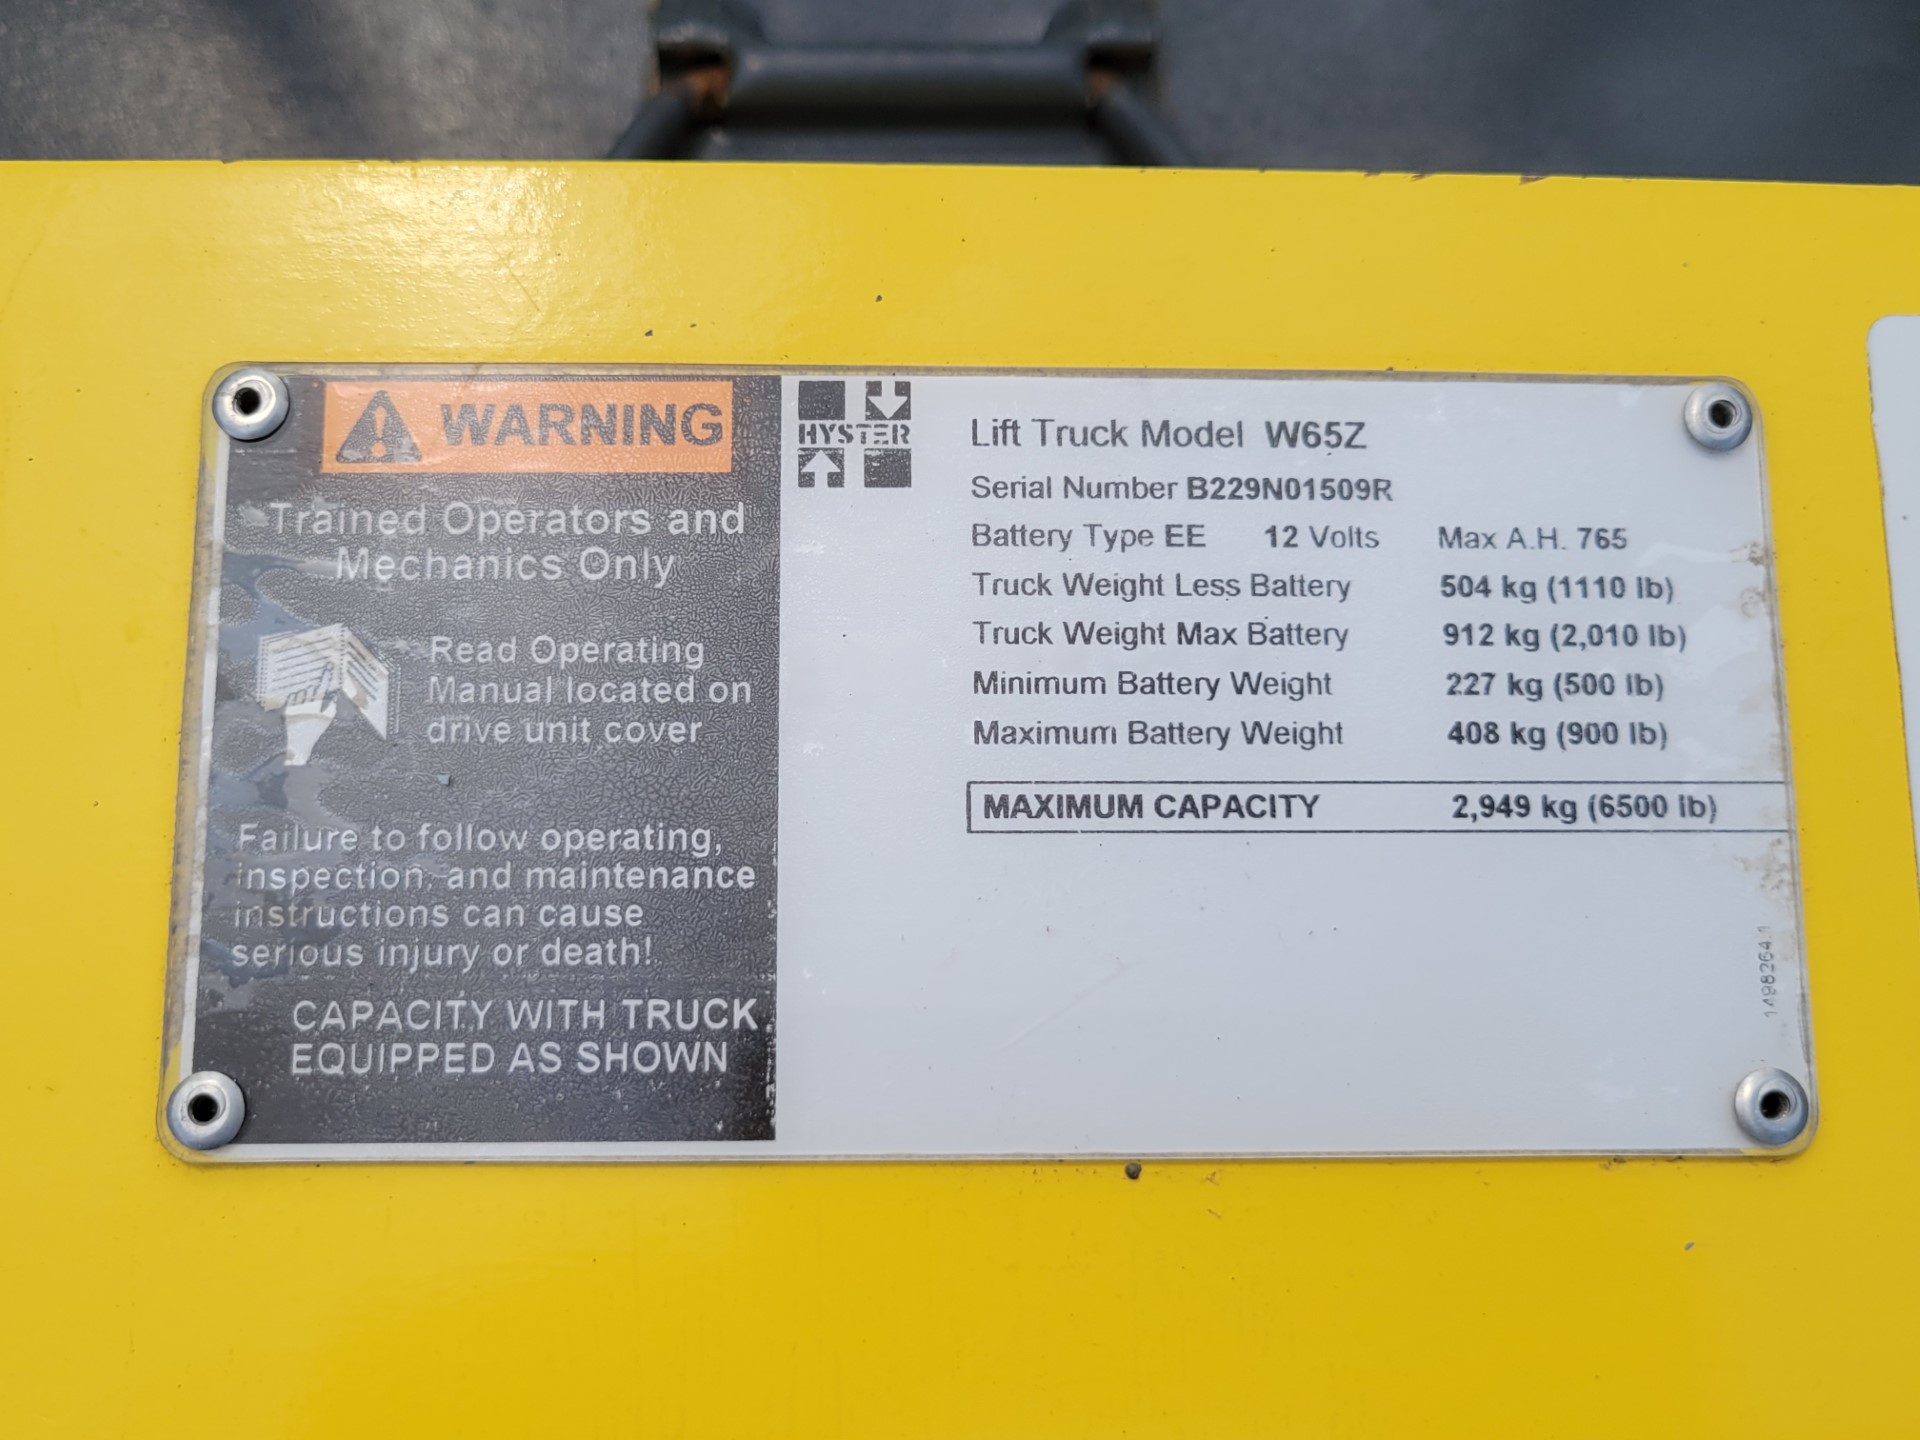 WARNING
Trained Operators and
Mechanics Only
Read Operating
Manual located on
drive unit cover
Failure to follow operating,
inspection, and maintenance
instructions can cause
serious injury or death!
CAPACITY WITH TRUCK
EQUIPPED AS SHOWN
HYSTER
Lift Truck Model W65Z
Serial Number B229N01509R
Battery Type EE 12 Volts Max A.H. 765
Truck Weight Less Battery 504 kg (1110 lb)
Truck Weight Max Battery 912 kg (2,010 lb)
Minimum Battery Weight 227 kg (500 lb)
Maximum Battery Weight 408 kg (900 lb)
MAXIMUM CAPACITY 2,949 kg (6500 lb)
1498264.1